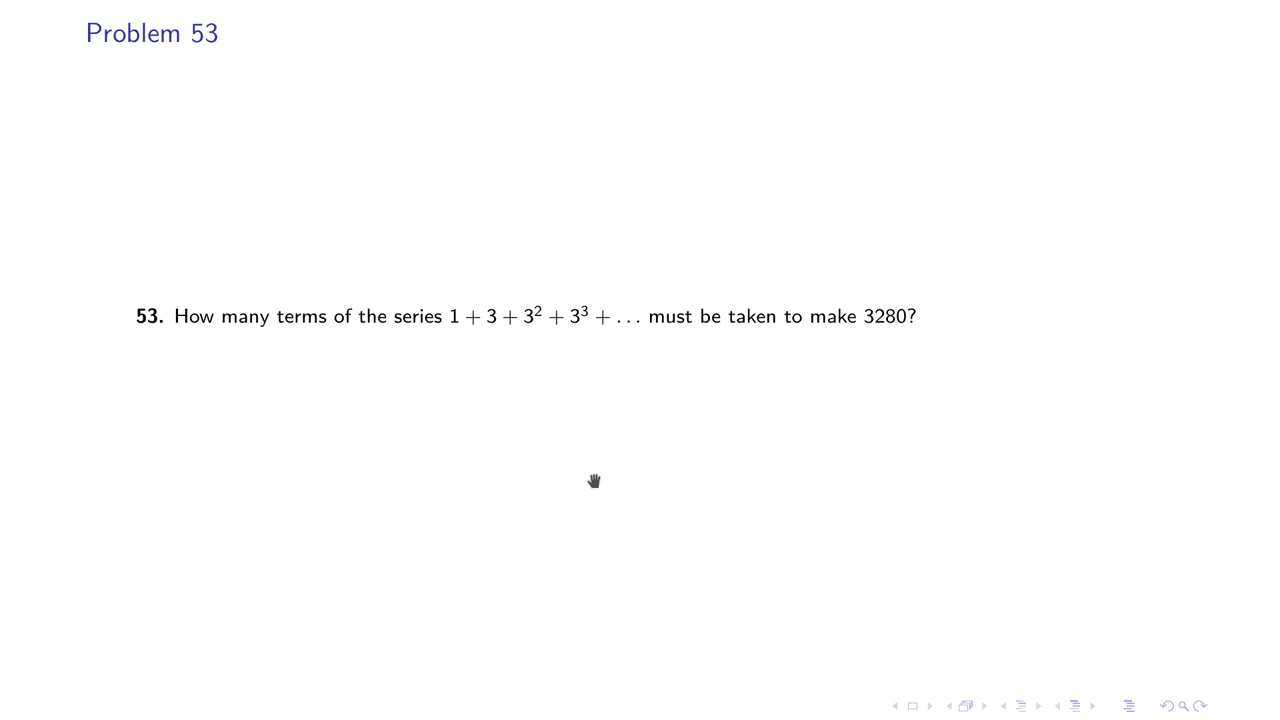 Problem 53
53. How many terms of the series 1 + 3 + 3² + 3³ + . . . must be taken to make 3280?